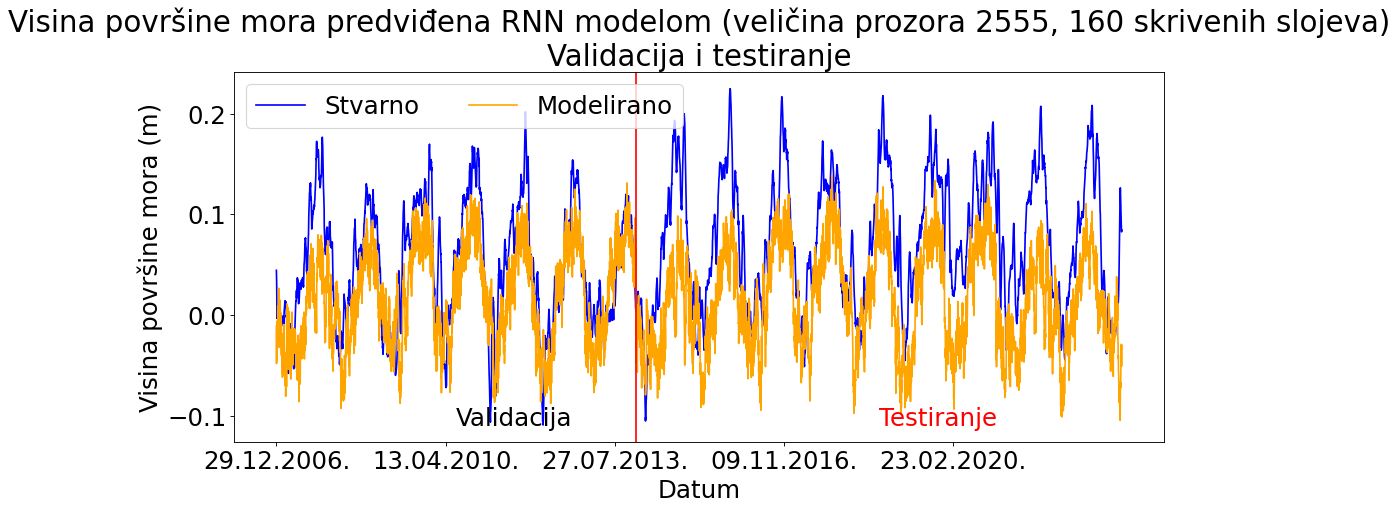 Visina površine mora predviđena RNN modelom (veličina prozora 2555, 160 skrivenih slojeva)
Validacija i testiranje
Stvarno
Modelirano
Visina površine mora (m)
0.2
0.1
0.0
−0.1
Validacija
Testiranje
29.12.2006.
13.04.2010.
27.07.2013.
09.11.2016.
23.02.2020.
Datum